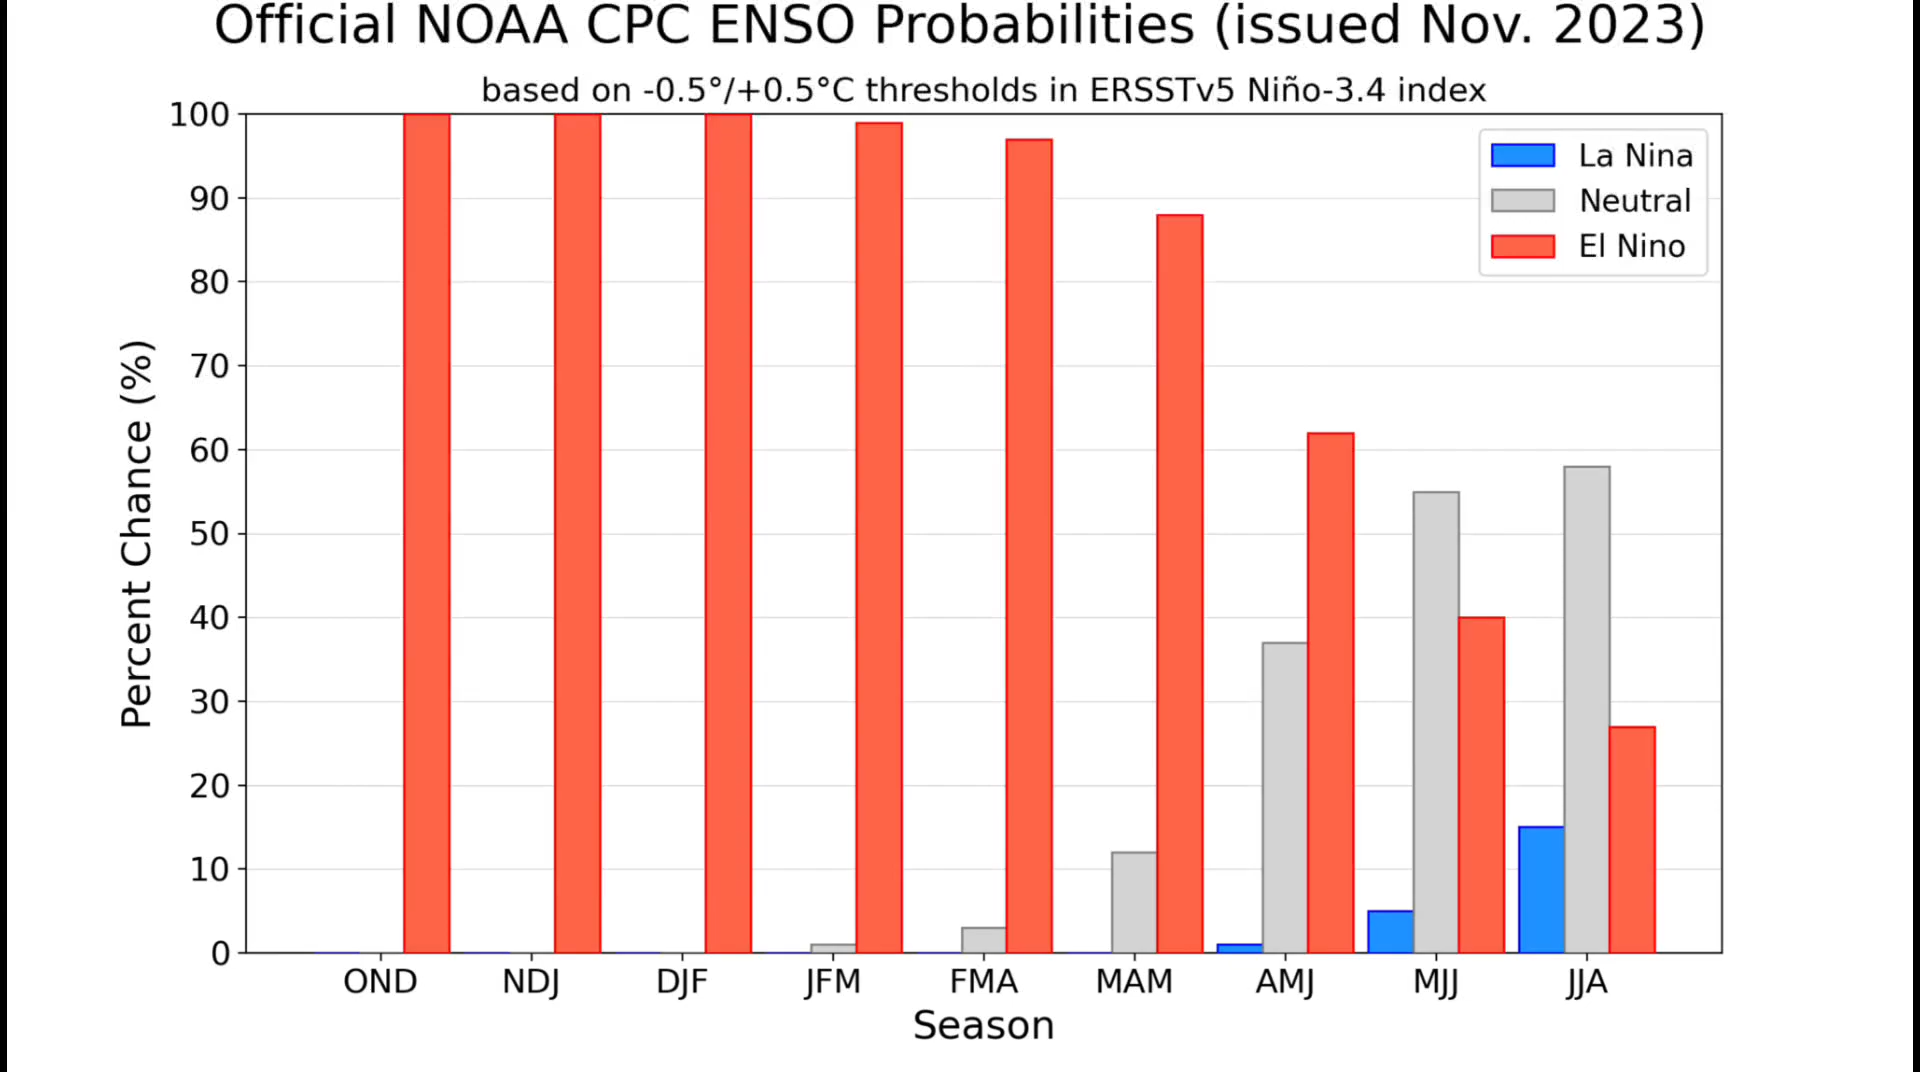 Official NOAA CPC ENSO Probabilities (issued Nov. 2023)
based on -0.5°/+0.5°C thresholds in ERSSTv5 Niño-3.4 index
La Nina
Neutral
El Nino
Percent Chance (%)
100
90
80
70
60
50
40
30
20
10
0
OND NDJ DJF JFM FMA MAM AMJ MJJ JJA
Season